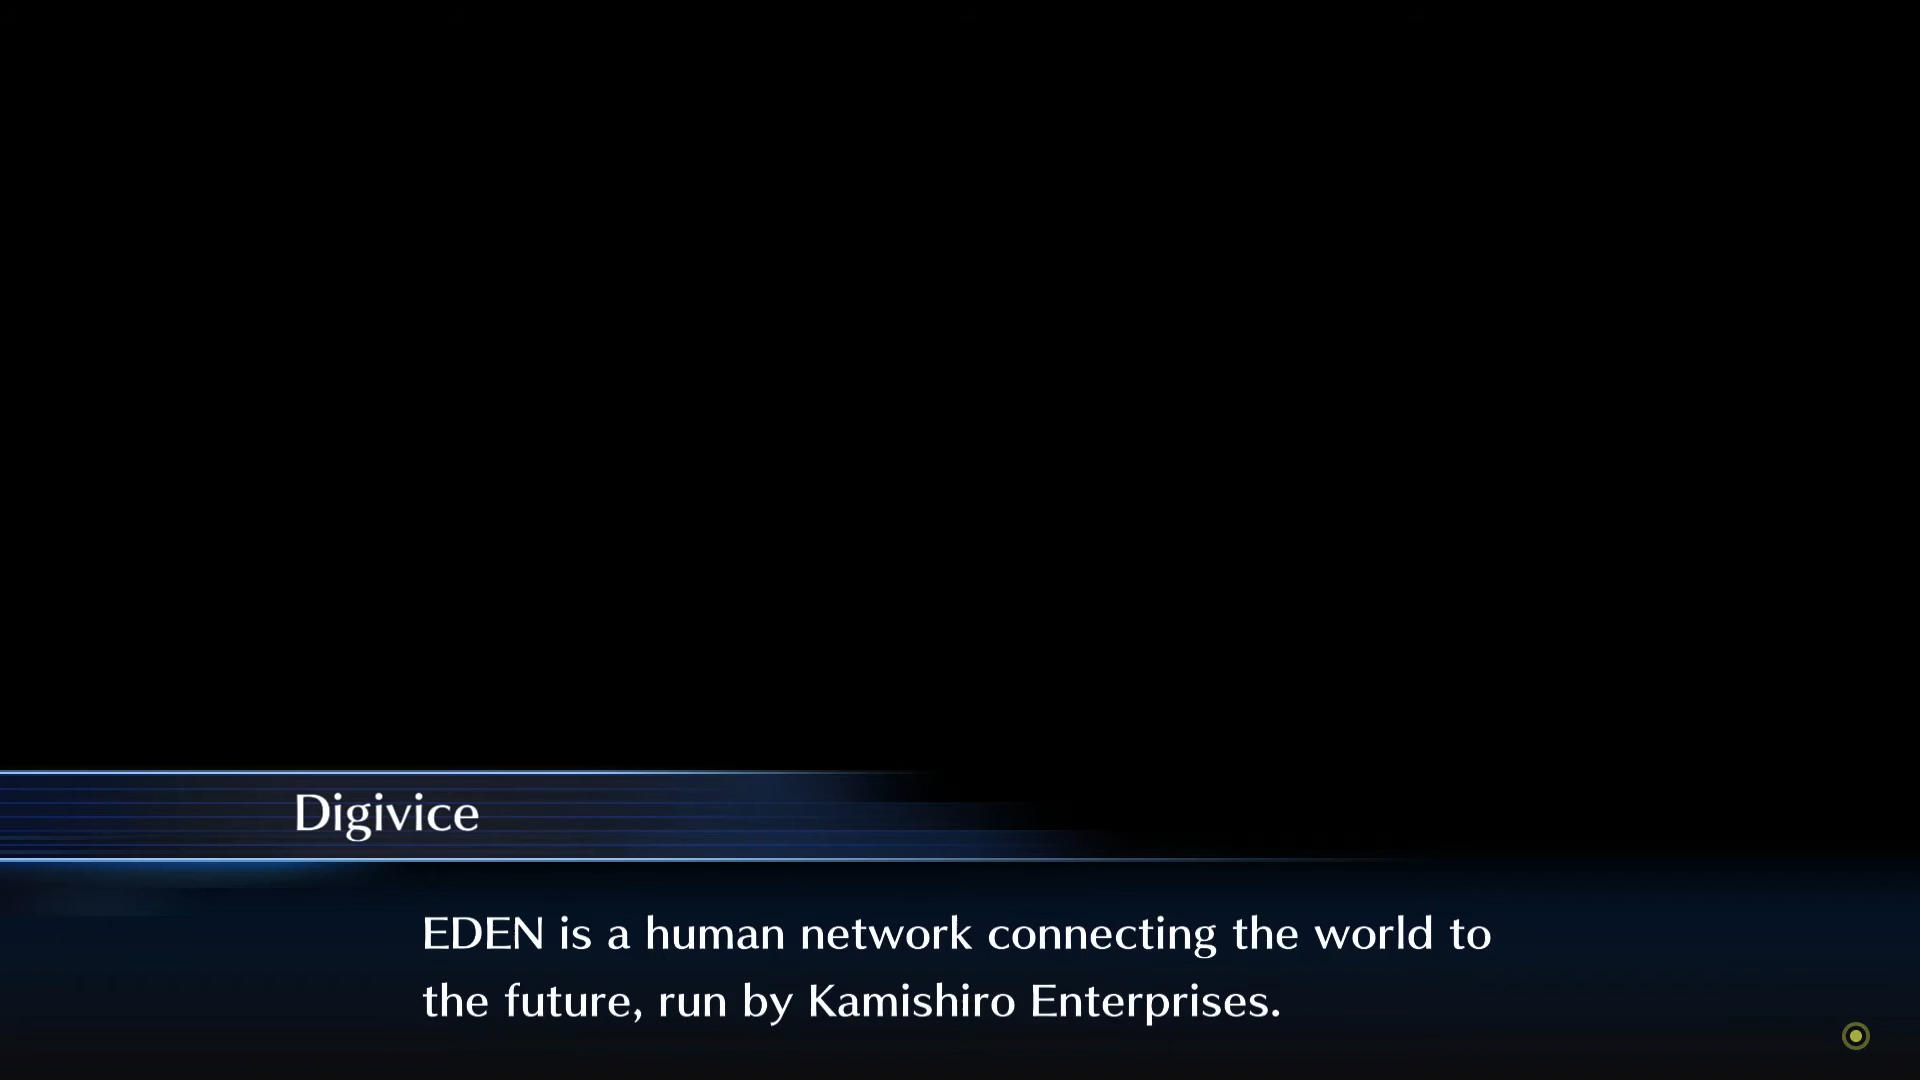 Digivice
EDEN is a human network connecting the world to
the future, run by Kamishiro Enterprises.